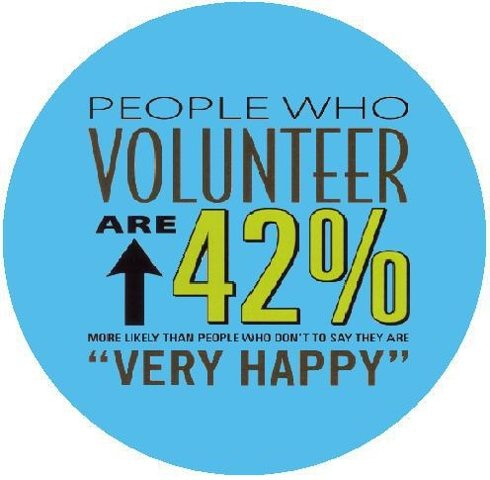 PEOPLE WHO
VOLUNTEER
ARE
42%
MORE LIKELY THAN PEOPLE WHO DON'T TO SAY THEY ARE
"VERY HAPPY"